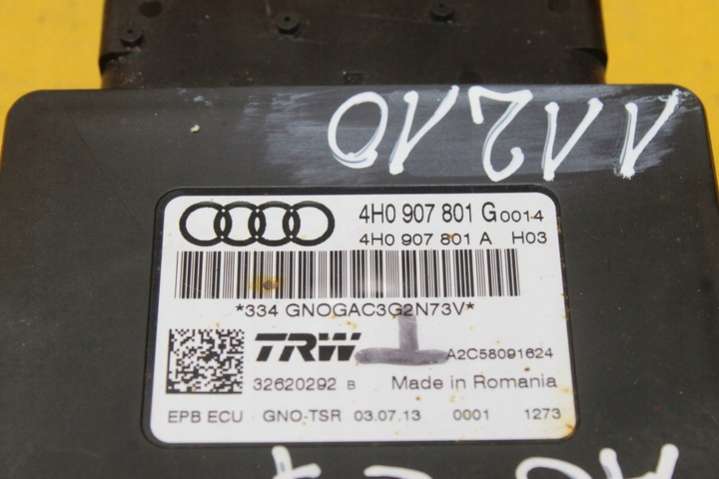 11210
4H0 907 801 G 0014
4H0 907 801 A H03
*334 GNOGAC3G2N73V*
TRW
A2C58091624
32620292 B Made in Romania
EPB ECU GNO-TSR 03.07.13 0001 1273